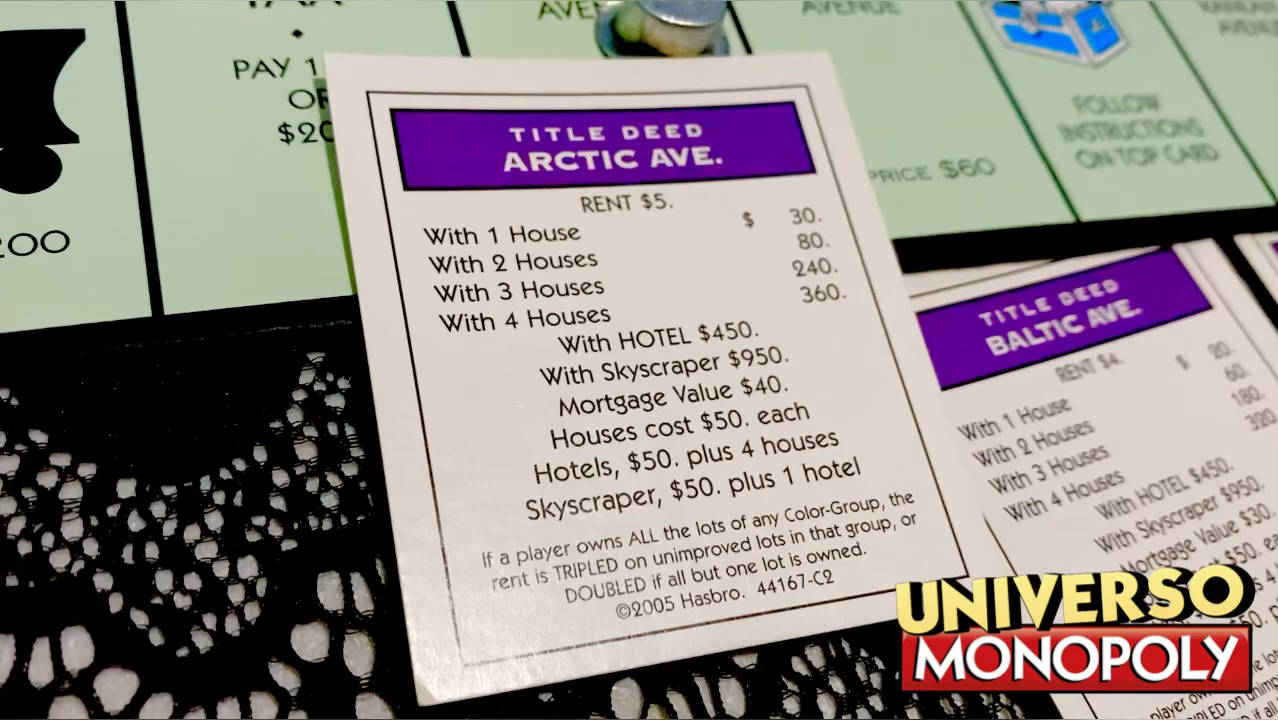 PAY 1
OR
$20
200
AVENUE
PRICE $60
FOLLOW
INSTRUCTIONS
ON TOP CARD
AVENUE
TITLE DEED
ARCTIC AVE.
RENT $5.
With 1 House $ 30.
With 2 Houses 80.
With 3 Houses 240.
With 4 Houses 360.
With HOTEL $450.
With Skyscraper $950.
Mortgage Value $40.
Houses cost $50. each
Hotels, $50. plus 4 houses
Skyscraper, $50. plus 1 hotel
If a player owns ALL the lots of any Color-Group, the
rent is TRIPLED on unimproved lots in that group, or
DOUBLED if all but one lot is owned.
©2005 Hasbro. 44167-C2
TITLE DEED
BALTIC AVE.
RENT $4.
With 1 House $ 20.
With 2 Houses 60.
With 3 Houses 180.
With 4 Houses 320
With HOTEL $450.
With Skyscraper $950.
Mortgage Value $30.
UNIVERSO
MONOPOLY